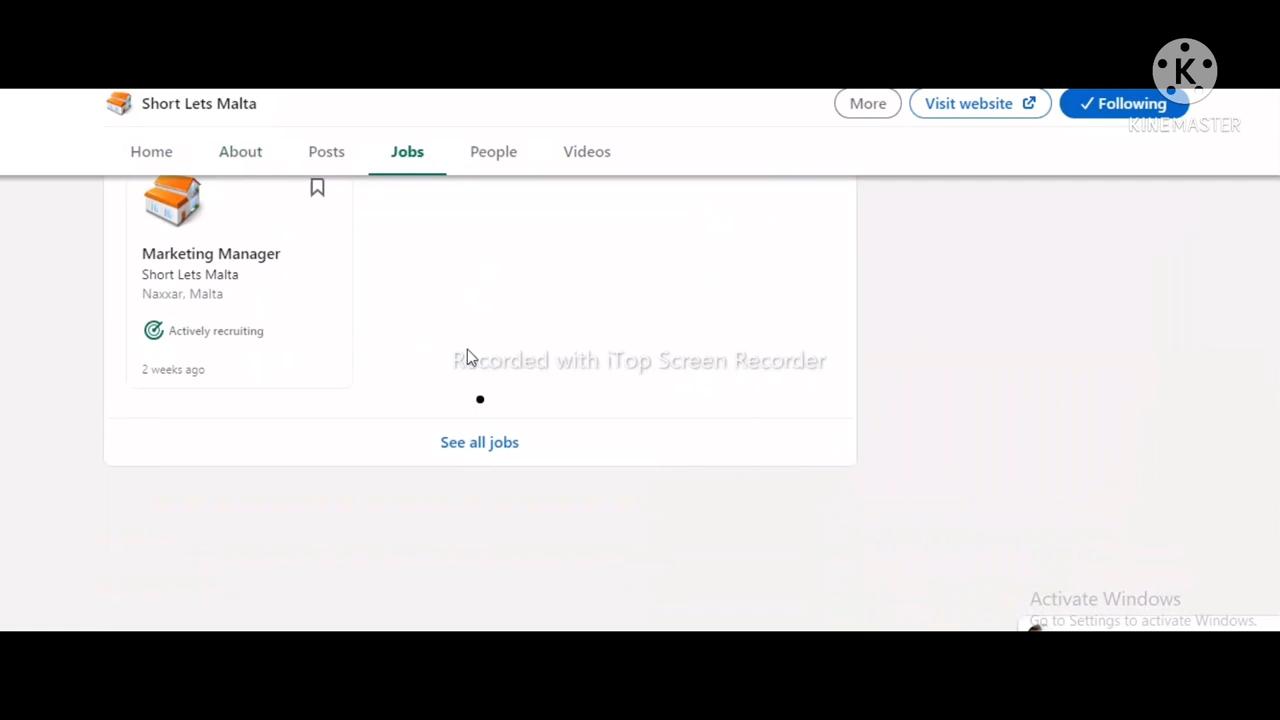 Short Lets Malta
More
Visit website
Following
K
KINEMASTER
Home
About
Posts
Jobs
People
Videos
Marketing Manager
Short Lets Malta
Naxxar, Malta
Actively recruiting
2 weeks ago
Recorded with iTop Screen Recorder
See all jobs
Activate Windows
Go to Settings to activate Windows.